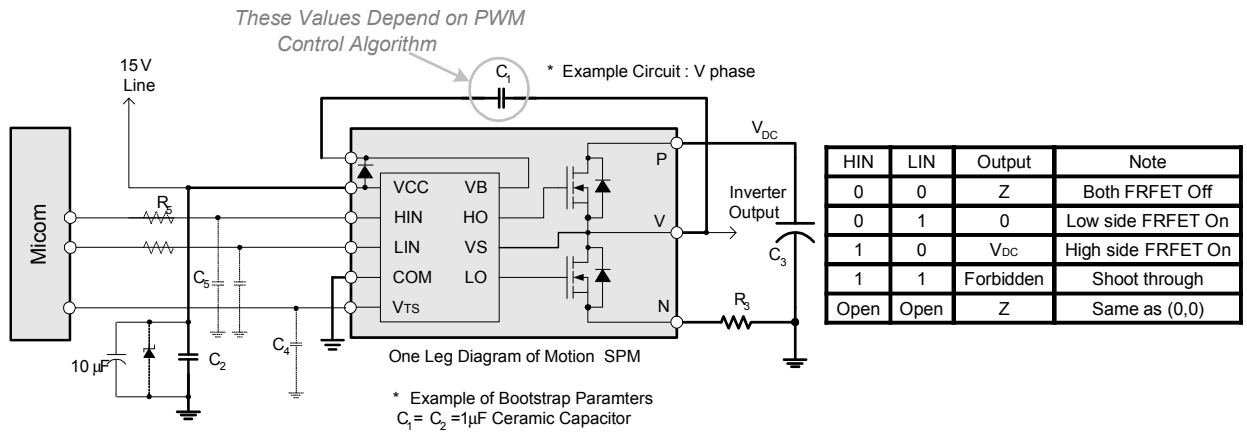 These Values Depend on PWM
Control Algorithm
15 V
Line
C1
* Example Circuit : V phase
VDC
P
Micom
R5
VCC VB
HIN HO
LIN VS
COM LO
VTS
V
N
Inverter
Output
C3
R3
C5
C4
10 µF
C2
One Leg Diagram of Motion SPM
* Example of Bootstrap Paramters
C1= C2 =1µF Ceramic Capacitor
HIN LIN Output Note
0 0 Z Both FRFET Off
0 1 0 Low side FRFET On
1 0 VDC High side FRFET On
1 1 Forbidden Shoot through
Open Open Z Same as (0,0)